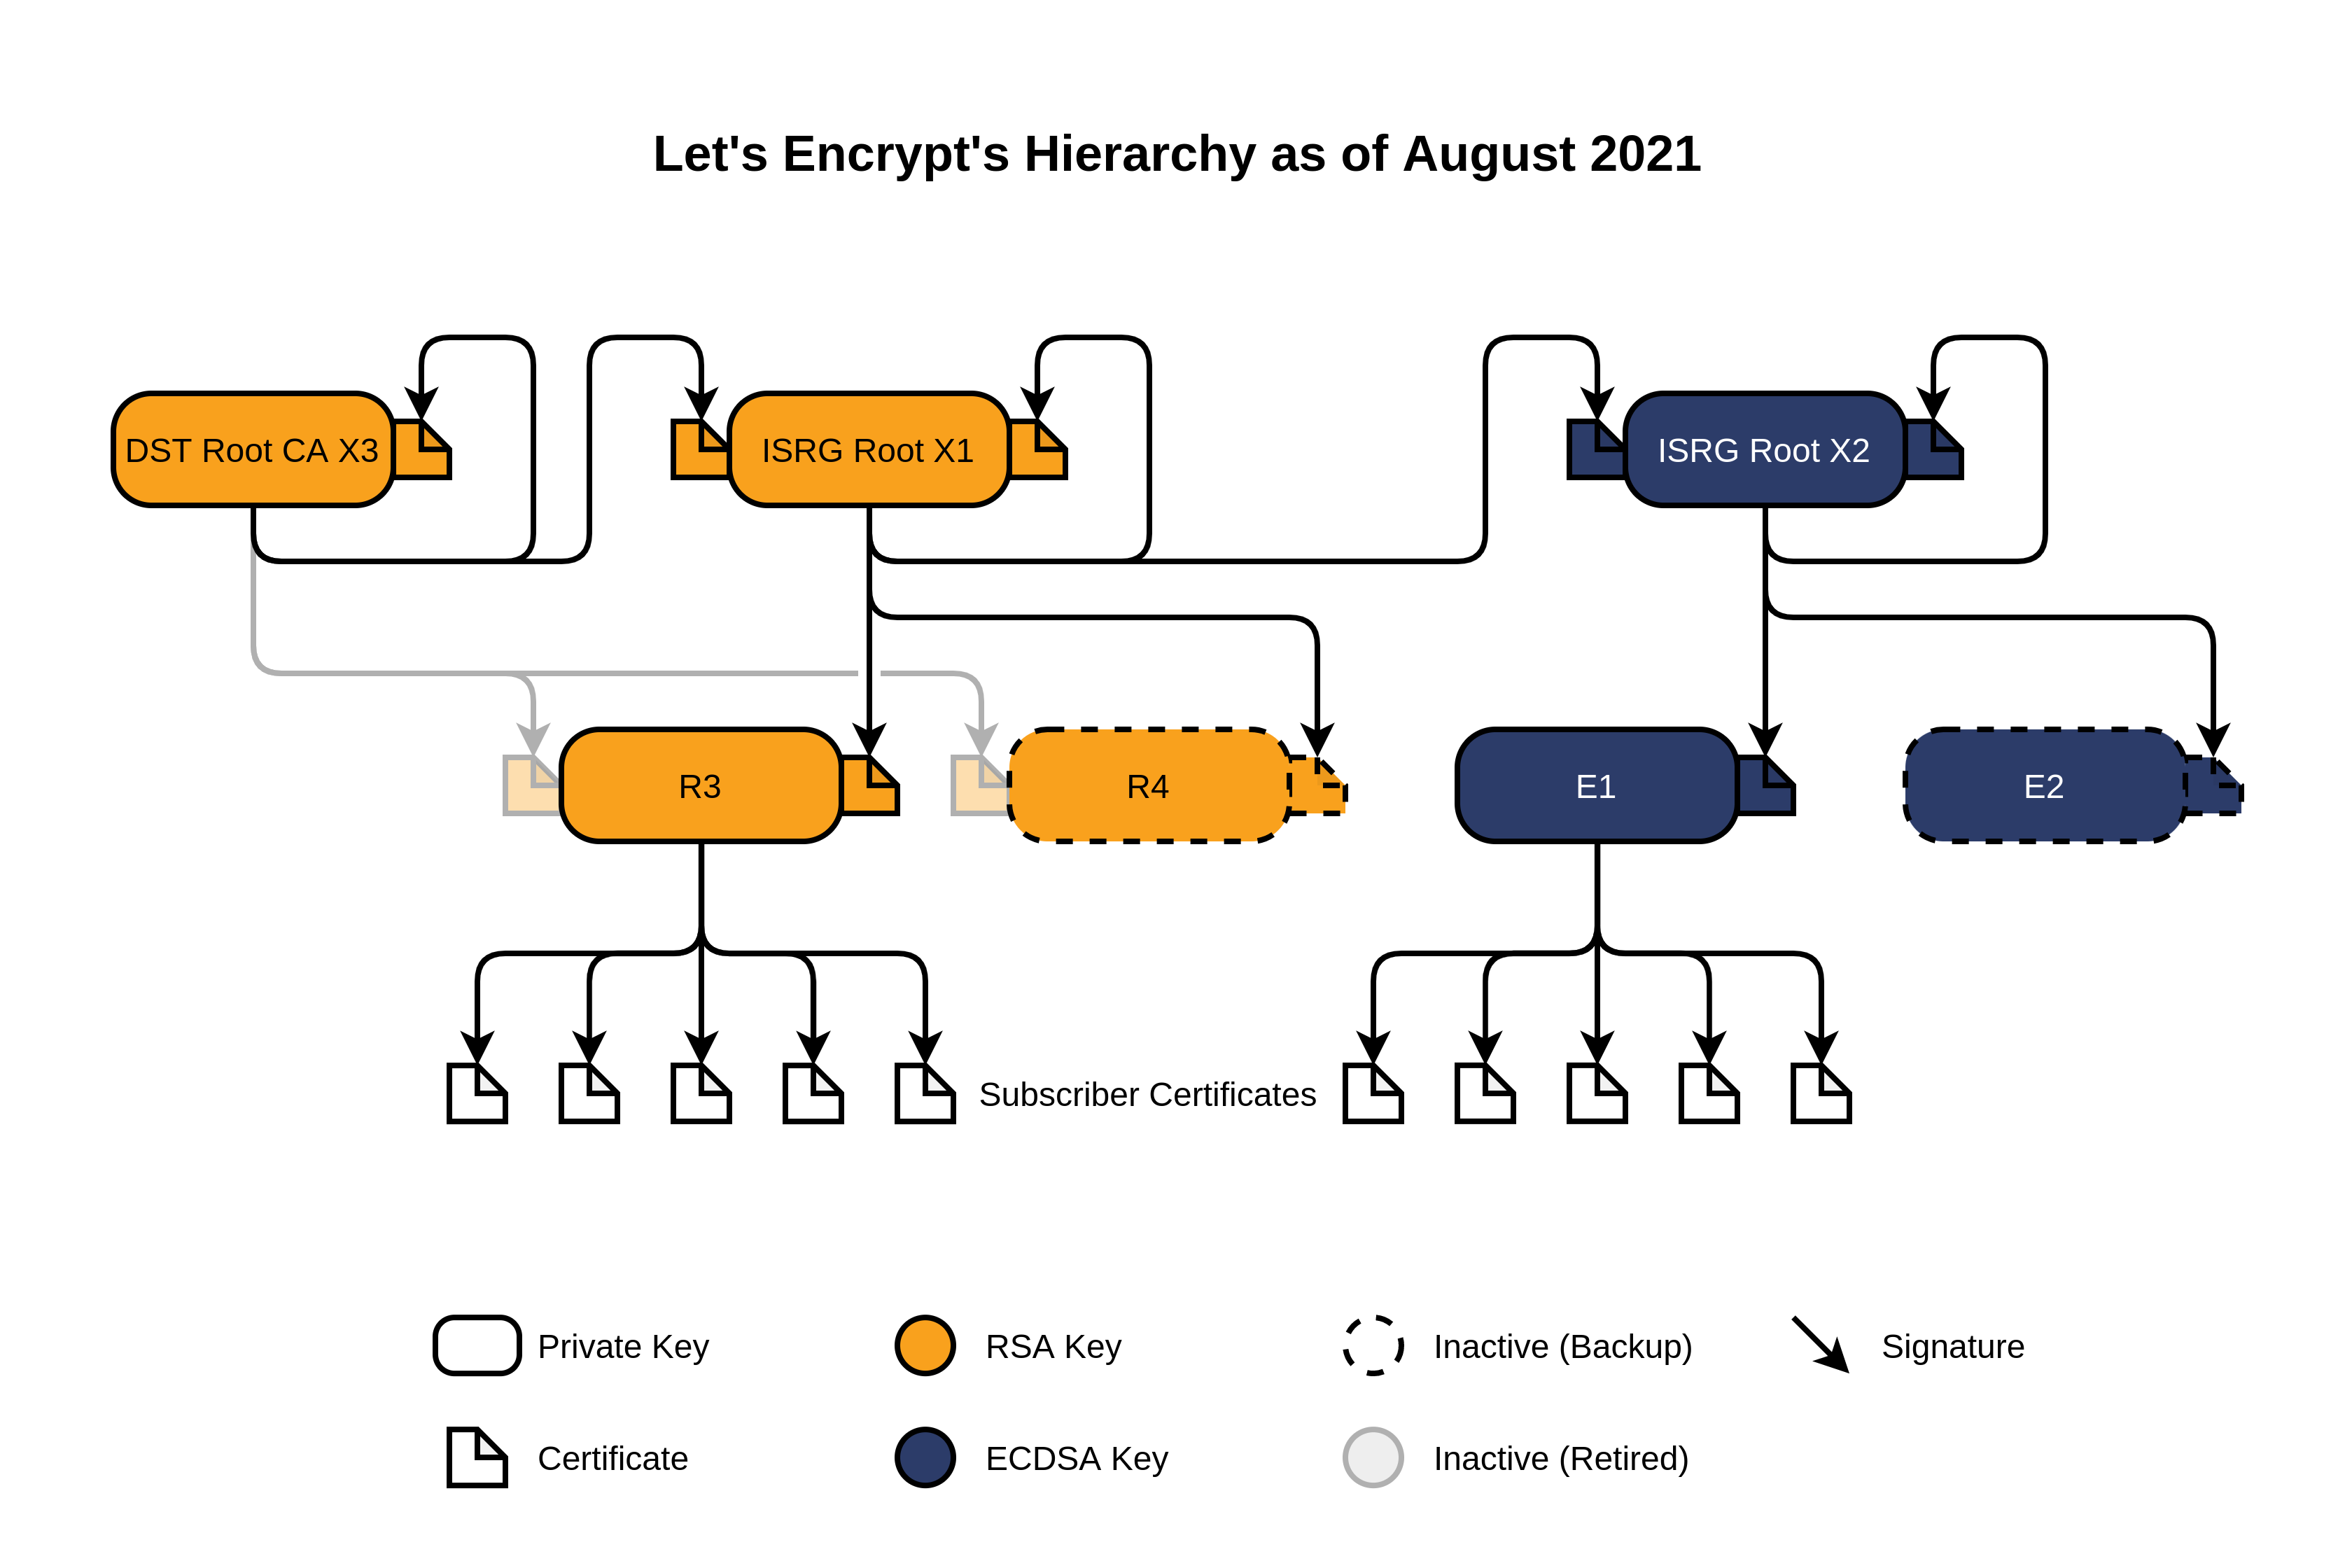 Let's Encrypt's Hierarchy as of August 2021
DST Root CA X3
ISRG Root X1
ISRG Root X2
R3
R4
E1
E2
Subscriber Certificates
Private Key
RSA Key
Inactive (Backup)
Signature
Certificate
ECDSA Key
Inactive (Retired)